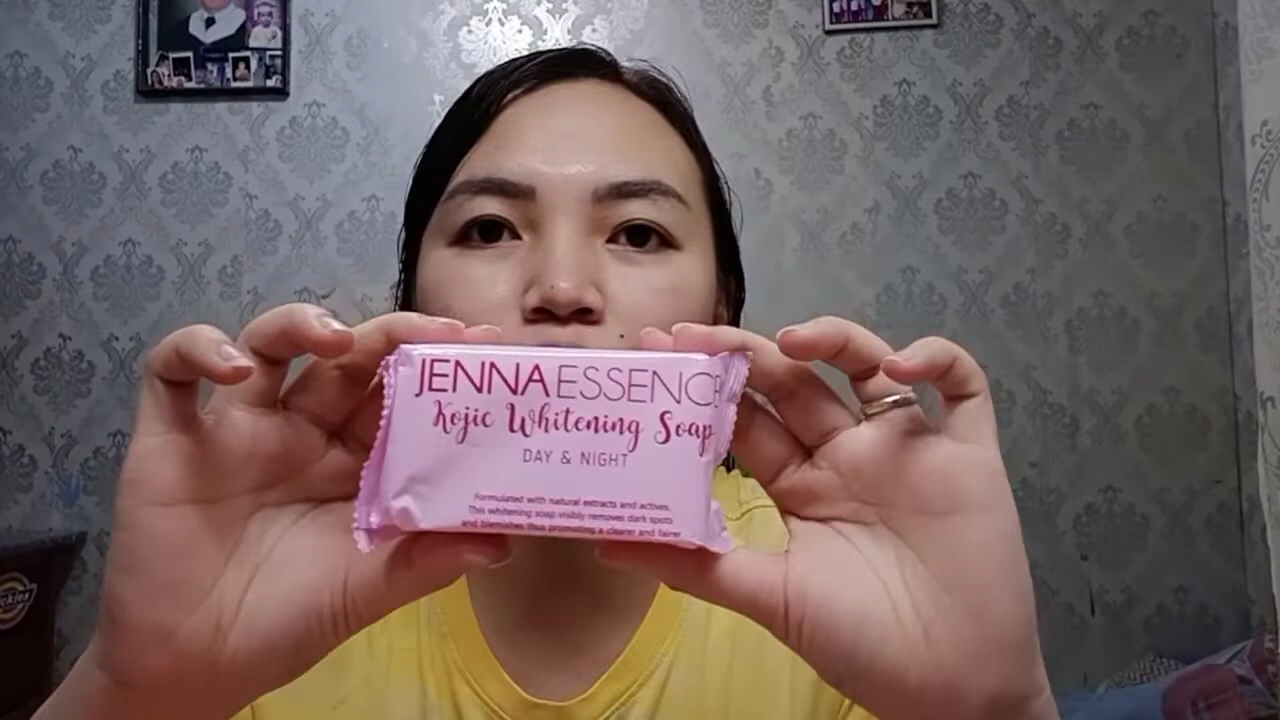 JENNA ESSENCE
Kojic Whitening Soap
DAY & NIGHT
Formulated with natural extracts and actives.
This whitening soap visibly removes dark spots
and blemishes thus promoting a clearer and fairer